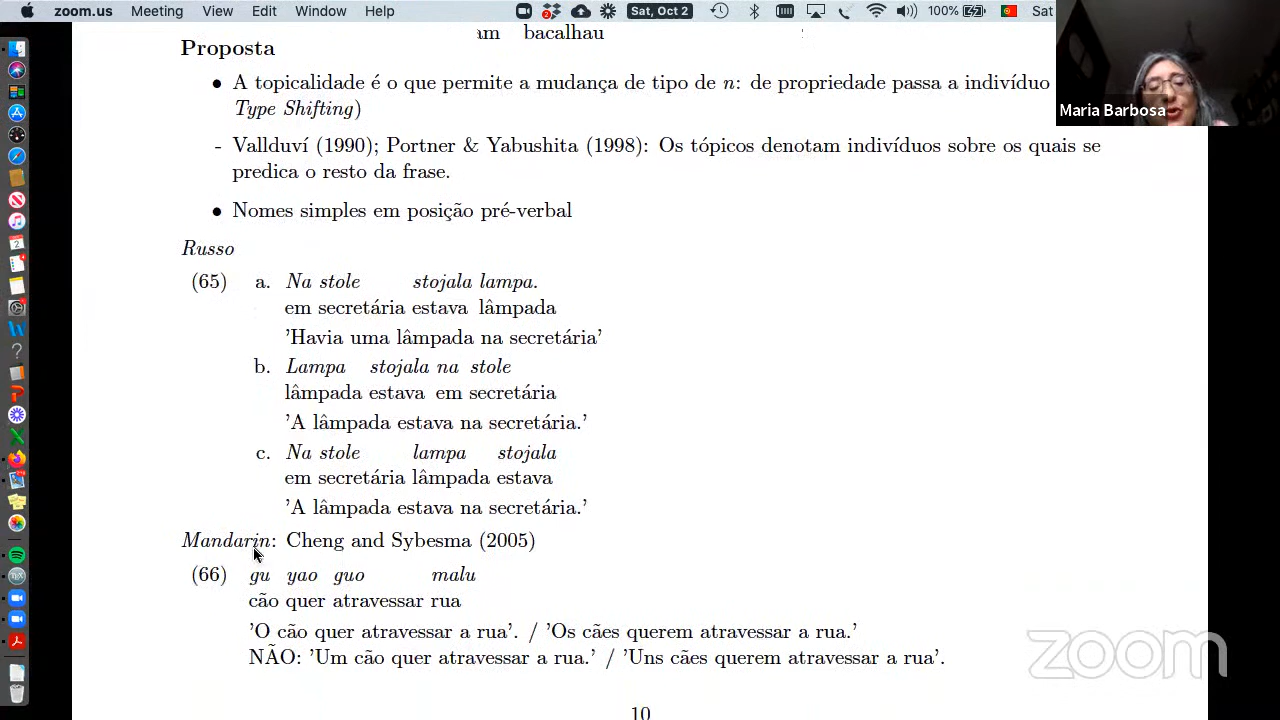 zoom.us Meeting View Edit Window Help Sat, Oct 2 100% Sat
am bacalhau
Proposta
• A topicalidade é o que permite a mudança de tipo de n: de propriedade passa a indivíduo
Type Shifting)
Maria Barbosa
- Vallduví (1990); Portner & Yabushita (1998): Os tópicos denotam indivíduos sobre os quais se
predica o resto da frase.
• Nomes simples em posição pré-verbal
Russo
(65) a. Na stole stojala lampa.
em secretária estava lâmpada
'Havia uma lâmpada na secretária'
b. Lampa stojala na stole
lâmpada estava em secretária
'A lâmpada estava na secretária.'
c. Na stole lampa stojala
em secretária lâmpada estava
'A lâmpada estava na secretária.'
Mandarin: Cheng and Sybesma (2005)
(66) gu yao guo malu
cão quer atravessar rua
'O cão quer atravessar a rua'. / 'Os cães querem atravessar a rua.'
NÃO: 'Um cão quer atravessar a rua.' / 'Uns cães querem atravessar a rua'.
zoom
10